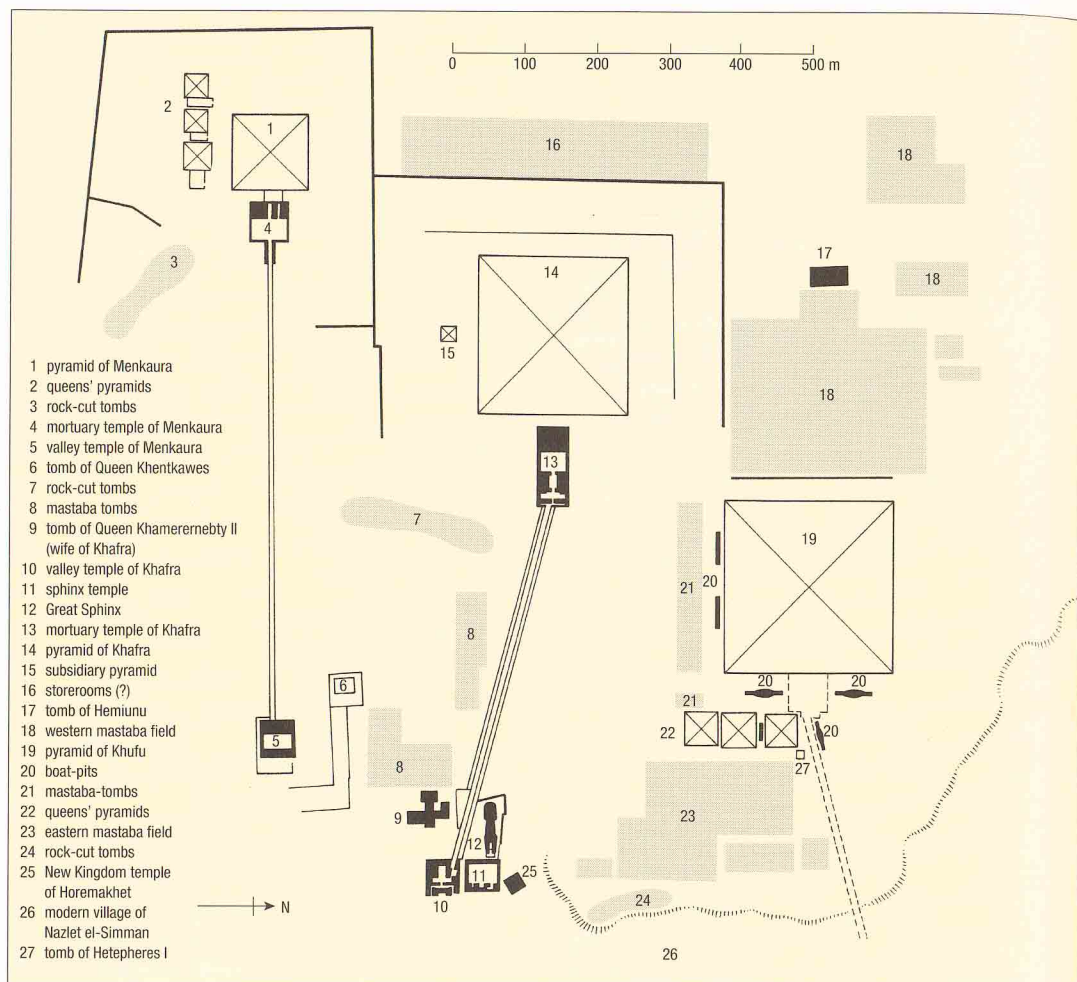 0 100 200 300 400 500 m
2
1
16
18
4
3
17
14
18
15
18
13
7
19
21
20
8
6
20
20
21
22
20
5
27
8
23
9
12
11
25
10
24
26
N
1 pyramid of Menkaura
2 queens' pyramids
3 rock-cut tombs
4 mortuary temple of Menkaura
5 valley temple of Menkaura
6 tomb of Queen Khentkawes
7 rock-cut tombs
8 mastaba tombs
9 tomb of Queen Khamerernebty II
(wife of Khafra)
10 valley temple of Khafra
11 sphinx temple
12 Great Sphinx
13 mortuary temple of Khafra
14 pyramid of Khafra
15 subsidiary pyramid
16 storerooms (?)
17 tomb of Hemiunu
18 western mastaba field
19 pyramid of Khufu
20 boat-pits
21 mastaba-tombs
22 queens' pyramids
23 eastern mastaba field
24 rock-cut tombs
25 New Kingdom temple
of Horemakhet
26 modern village of
Nazlet el-Simman
27 tomb of Hetepheres I